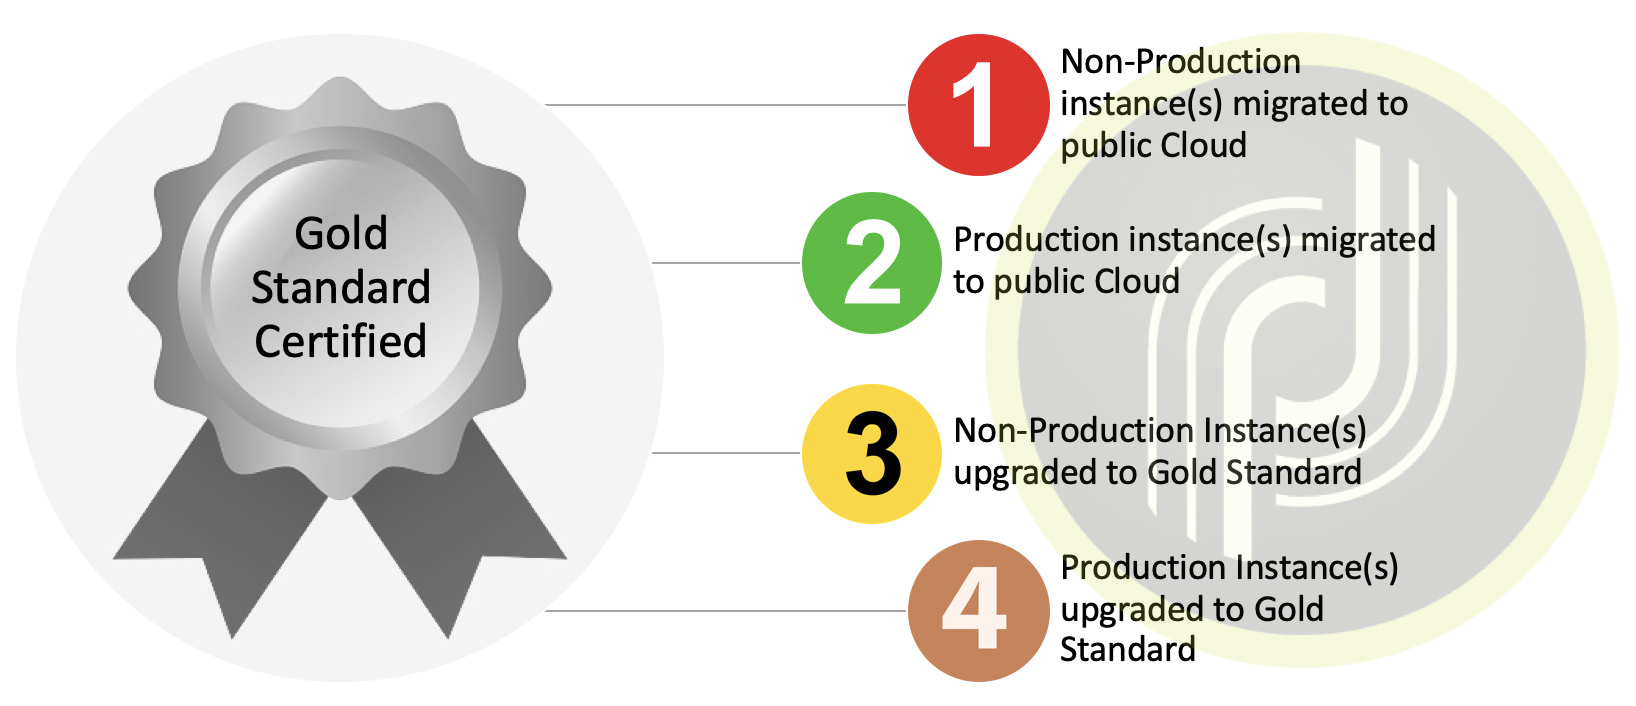 Gold
Standard
Certified
1
Non-Production
instance(s) migrated to
public Cloud
2
Production instance(s) migrated
to public Cloud
3
Non-Production Instance(s)
upgraded to Gold Standard
4
Production Instance(s)
upgraded to Gold
Standard